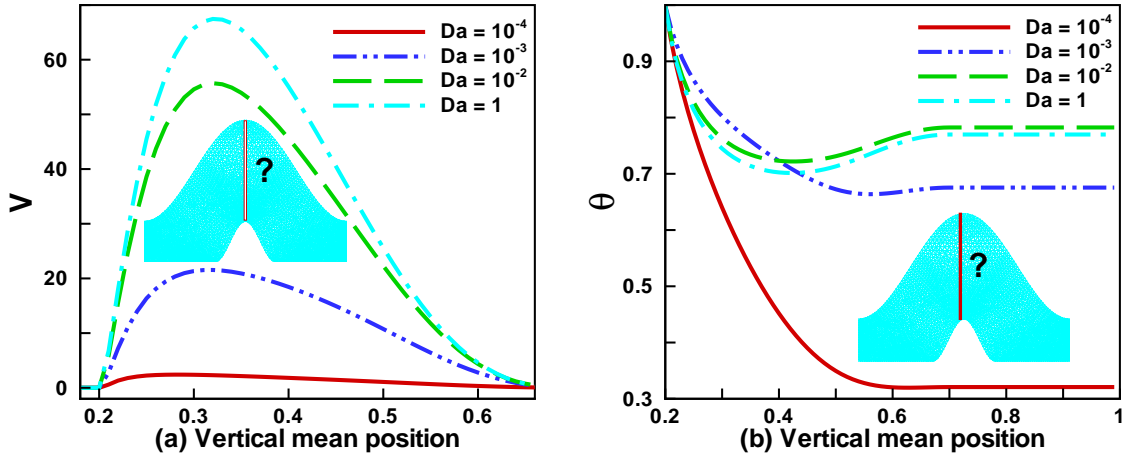 Da = 10⁻⁴
Da = 10⁻³
Da = 10⁻²
Da = 1
60
40
20
0
V
?
0.2 0.3 0.4 0.5 0.6
(a) Vertical mean position
Da = 10⁻⁴
Da = 10⁻³
Da = 10⁻²
Da = 1
0.9
0.7
0.5
0.3
θ
?
0.2 0.4 0.6 0.8 1
(b) Vertical mean position